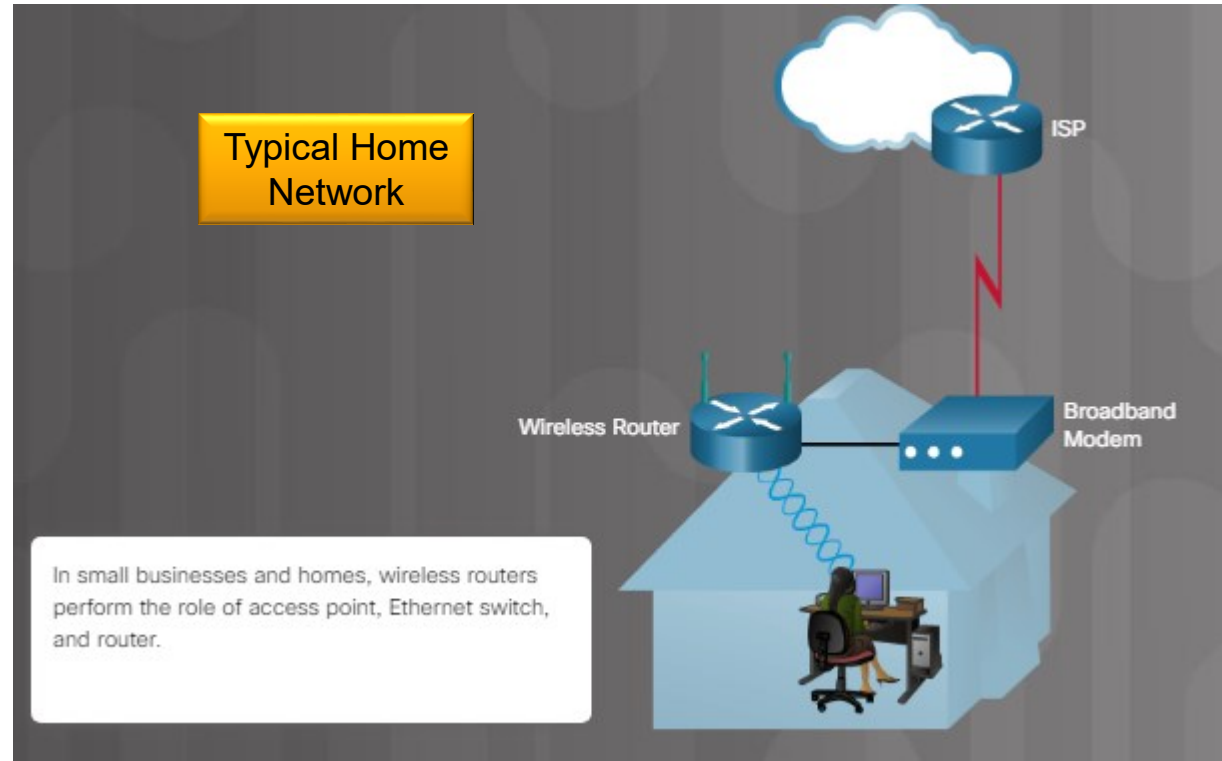 Typical Home
Network
ISP
Wireless Router
Broadband
Modem
In small businesses and homes, wireless routers
perform the role of access point, Ethernet switch,
and router.